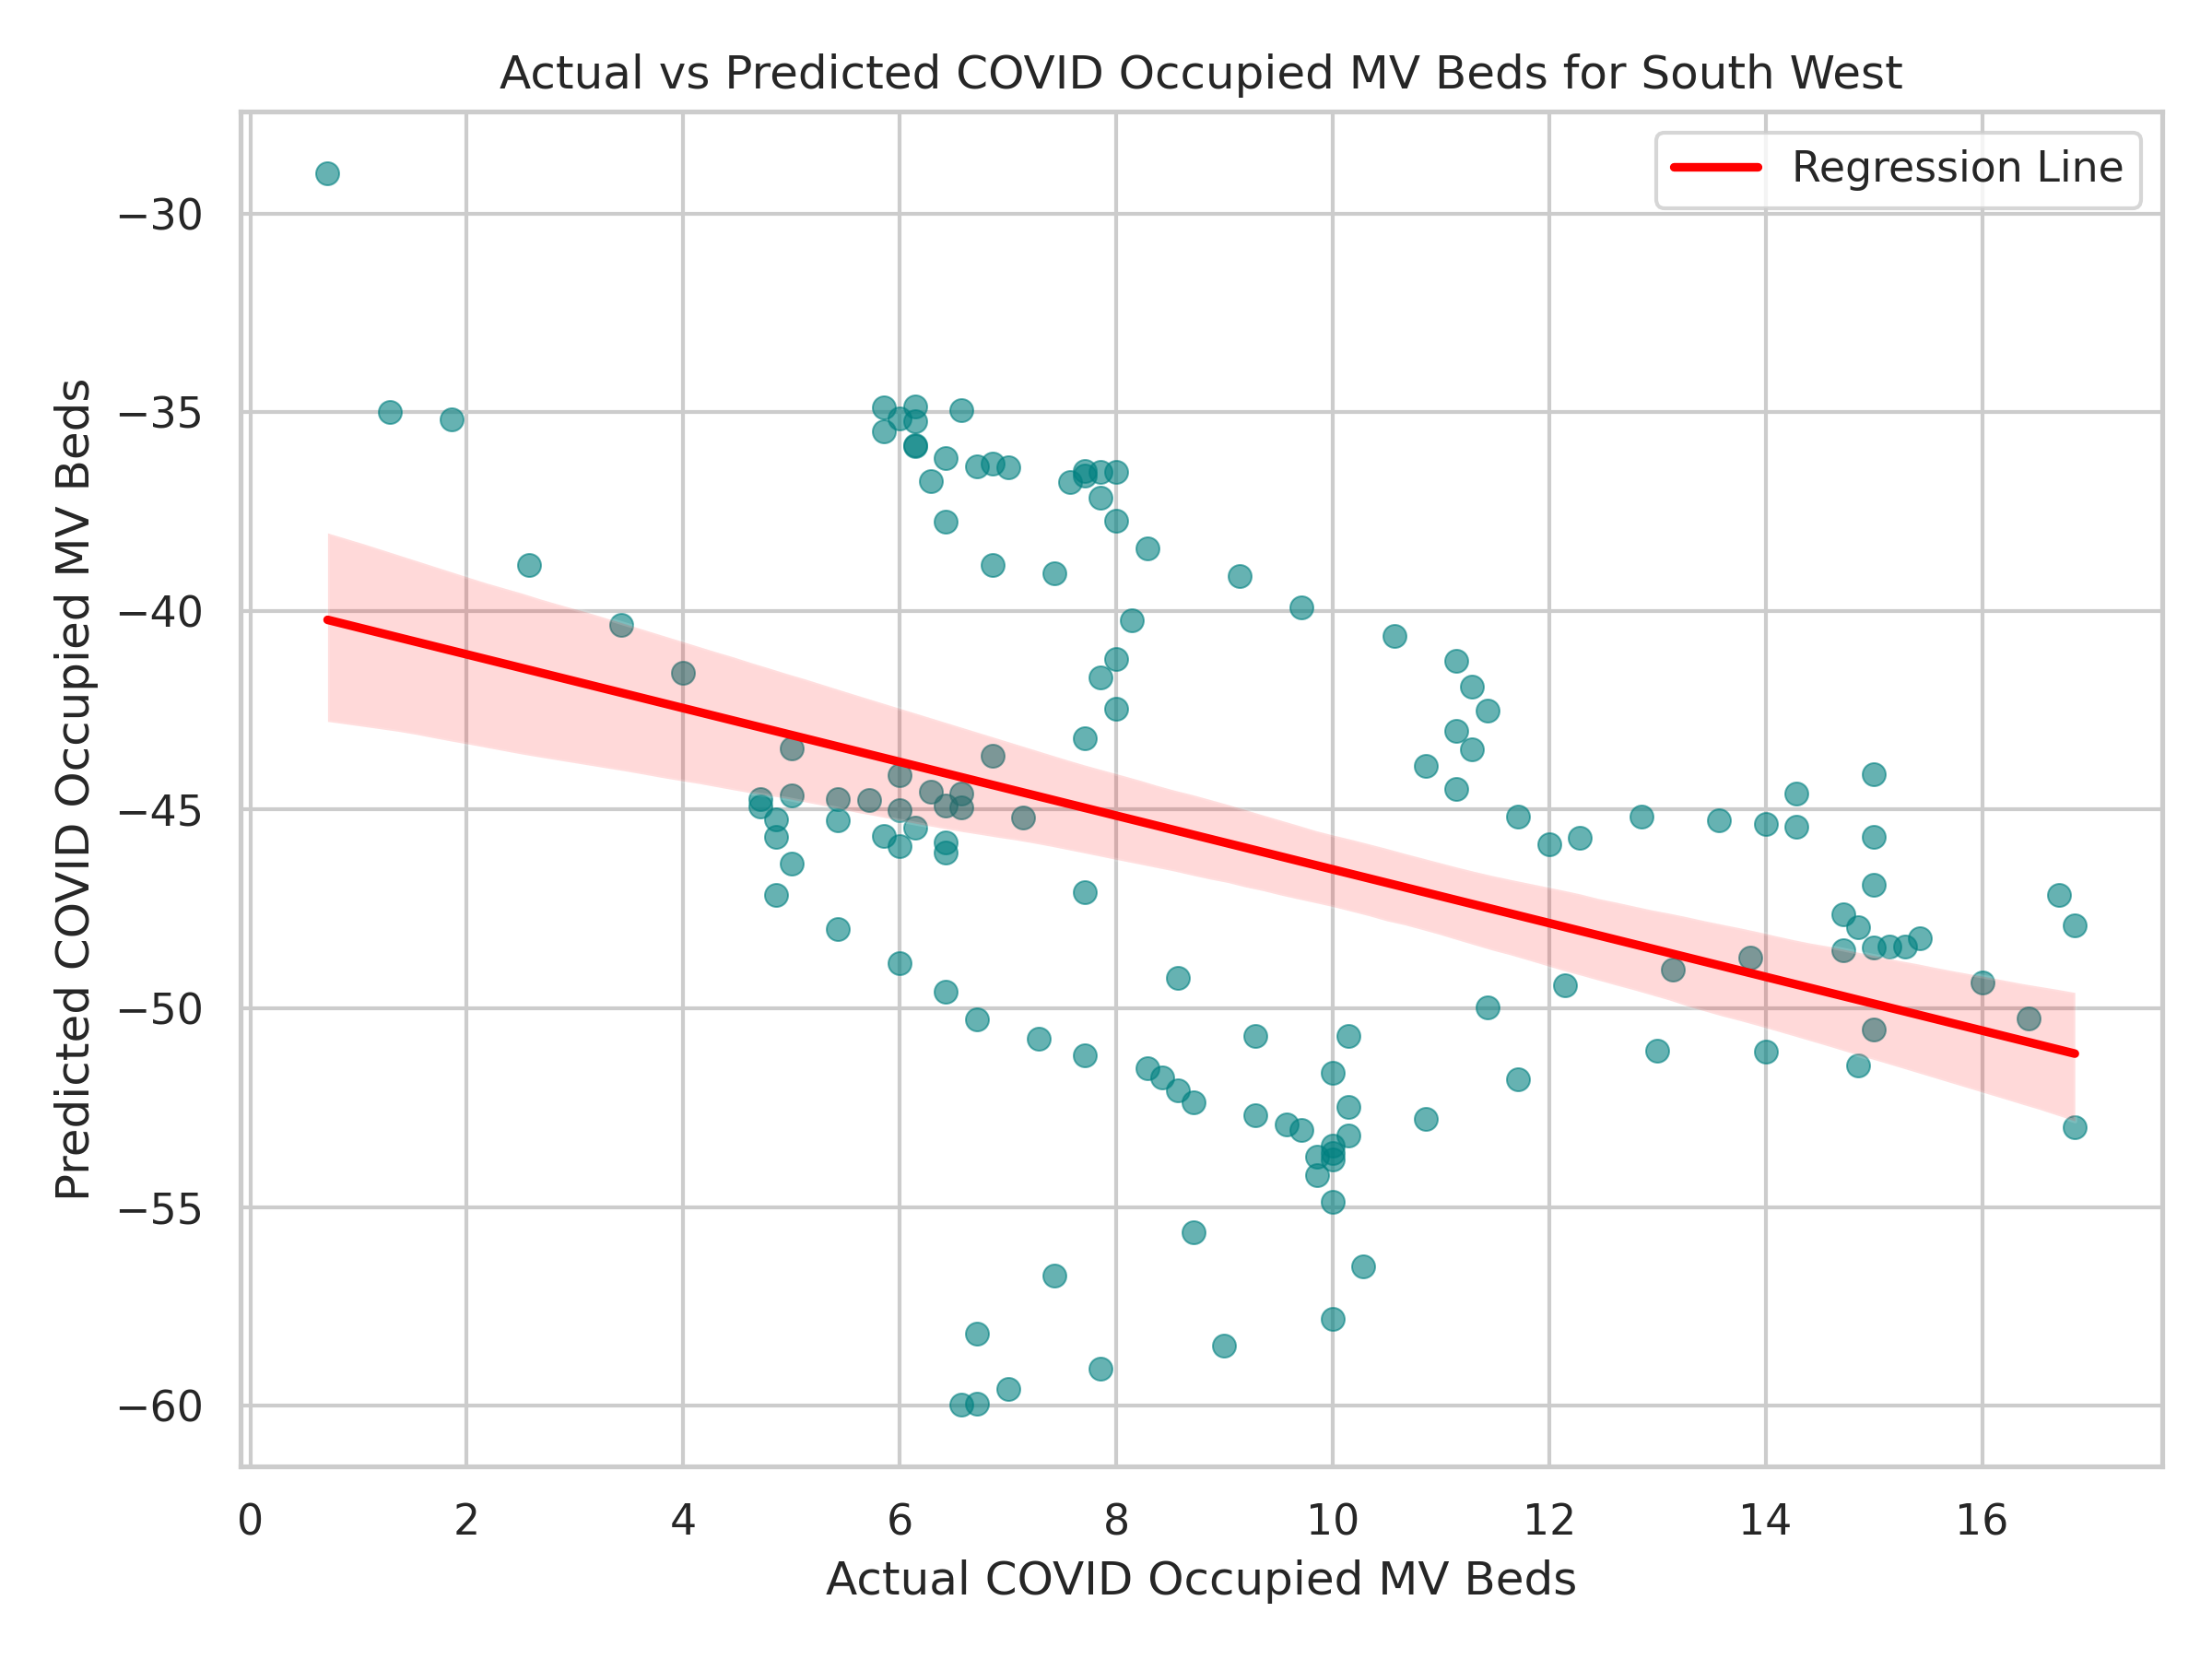 Actual vs Predicted COVID Occupied MV Beds for South West
Regression Line
Predicted COVID Occupied MV Beds
−30
−35
−40
−45
−50
−55
−60
0 2 4 6 8 10 12 14 16
Actual COVID Occupied MV Beds